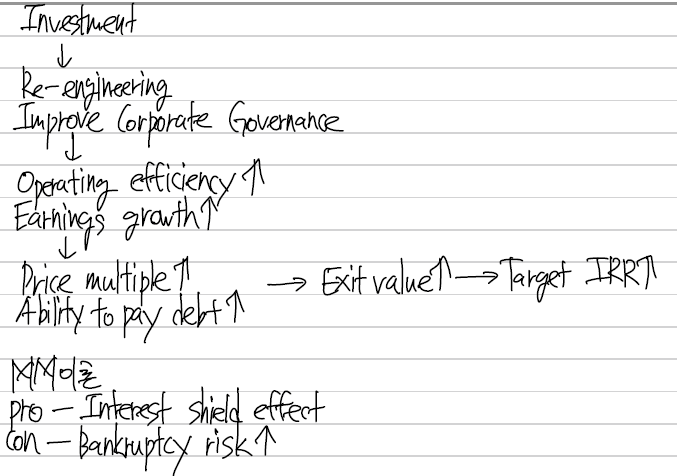 Investment
↓
Re-engineering
Improve Corporate Governance
↓
Operating efficiency↑
Earnings growth↑
↓
Price multiple↑ → Exit value↑ → Target IRR↑
Ability to pay debt↑
MM이론
pro - Interest shield effect
con - Bankruptcy risk↑